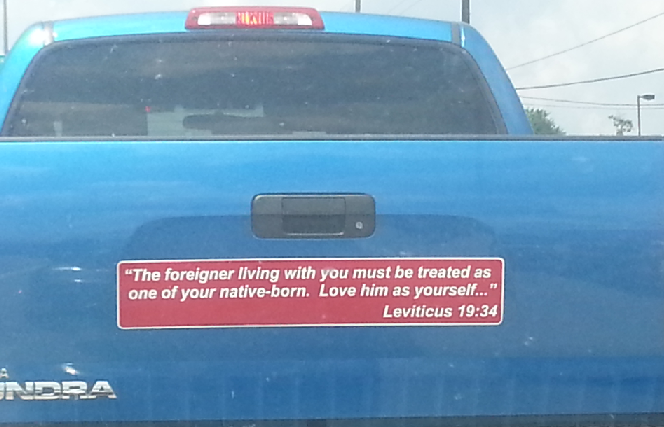 "The foreigner living with you must be treated as
one of your native-born. Love him as yourself..."
Leviticus 19:34
A
UNDRA